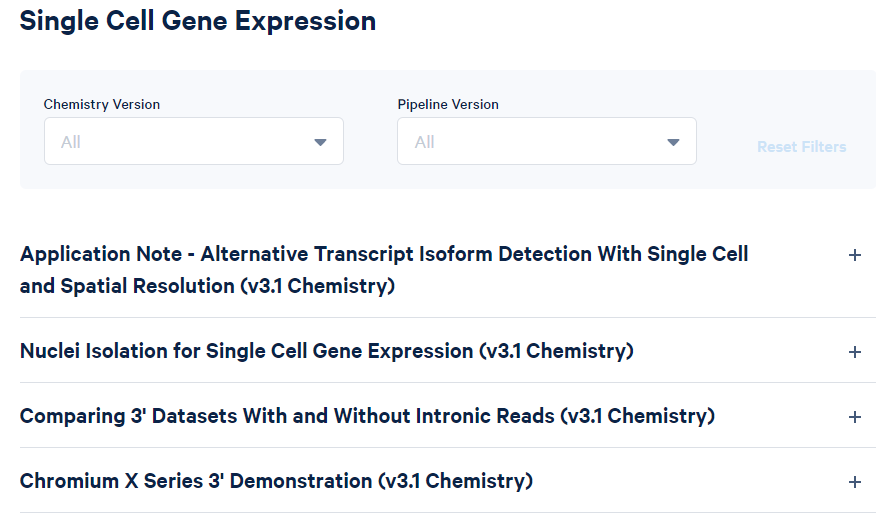 Single Cell Gene Expression
Chemistry Version
Pipeline Version
All
All
Reset Filters
Application Note - Alternative Transcript Isoform Detection With Single Cell
and Spatial Resolution (v3.1 Chemistry)
Nuclei Isolation for Single Cell Gene Expression (v3.1 Chemistry)
Comparing 3' Datasets With and Without Intronic Reads (v3.1 Chemistry)
Chromium X Series 3' Demonstration (v3.1 Chemistry)